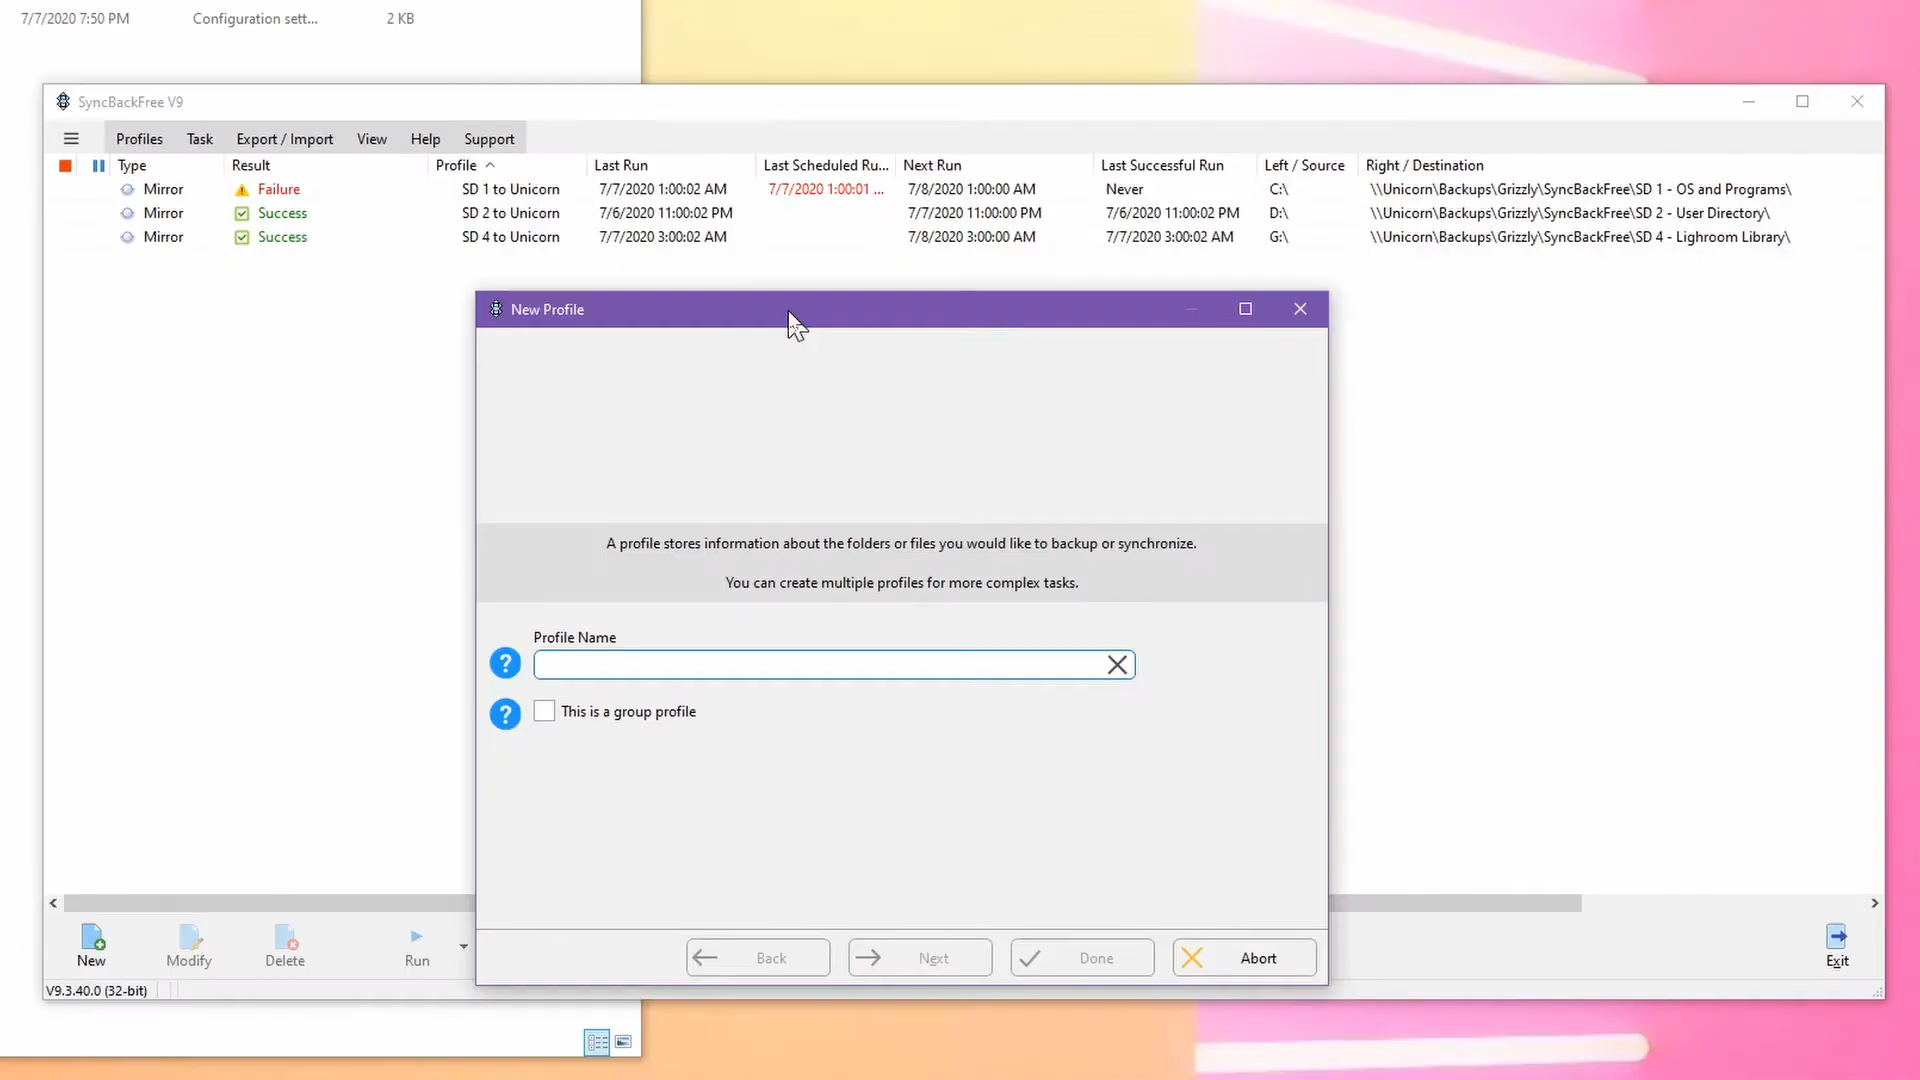 7/7/2020 7:50 PM Configuration sett... 2 KB
SyncBackFree V9
Profiles Task Export / Import View Help Support
Type Result Profile Last Run Last Scheduled Ru... Next Run Last Successful Run Left / Source Right / Destination
Mirror Failure SD 1 to Unicorn 7/7/2020 1:00:02 AM 7/7/2020 1:00:01 ... 7/8/2020 1:00:00 AM Never C:\ \\Unicorn\Backups\Grizzly\SyncBackFree\SD 1 - OS and Programs\
Mirror Success SD 2 to Unicorn 7/6/2020 11:00:02 PM 7/7/2020 11:00:00 PM 7/6/2020 11:00:02 PM D:\ \\Unicorn\Backups\Grizzly\SyncBackFree\SD 2 - User Directory\
Mirror Success SD 4 to Unicorn 7/7/2020 3:00:02 AM 7/8/2020 3:00:00 AM 7/7/2020 3:00:02 AM G:\ \\Unicorn\Backups\Grizzly\SyncBackFree\SD 4 - Lighroom Library\
New Profile
A profile stores information about the folders or files you would like to backup or synchronize.
You can create multiple profiles for more complex tasks.
Profile Name
This is a group profile
Back Next Done Abort
New Modify Delete Run Exit
V9.3.40.0 (32-bit)